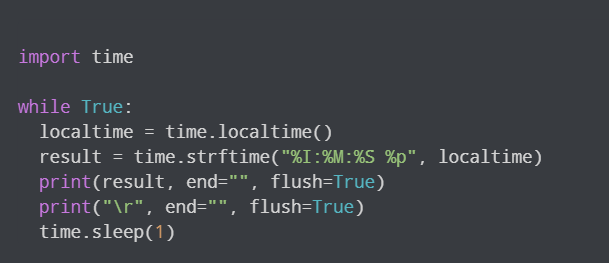 import time
while True:
  localtime = time.localtime()
  result = time.strftime("%I:%M:%S %p", localtime)
  print(result, end="", flush=True)
  print("\r", end="", flush=True)
  time.sleep(1)